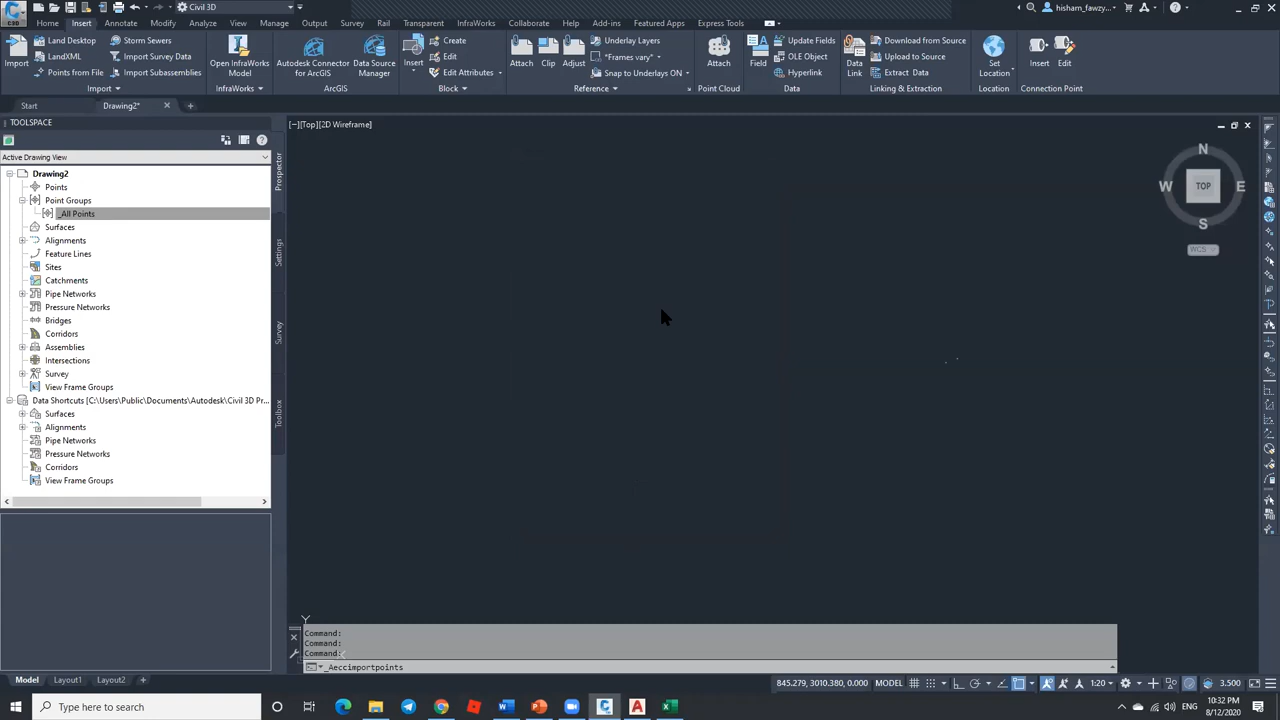 C3D Civil 3D hisham_fawzy...
Home Insert Annotate Modify Analyze View Manage Output Survey Rail Transparent InfraWorks Collaborate Help Add-ins Featured Apps Express Tools
Import Land Desktop Storm Sewers Open InfraWorks Model Autodesk Connector for ArcGIS Data Source Manager Insert Create Attach Clip Adjust Underlay Layers Attach Field Update Fields Data Link Download from Source Set Location Insert Edit
LandXML Import Survey Data Edit *Frames vary* OLE Object Upload to Source
Points from File Import Subassemblies Edit Attributes Snap to Underlays ON Hyperlink Extract Data
Import InfraWorks ArcGIS Block Reference Point Cloud Data Linking & Extraction Location Connection Point
Start Drawing2*
TOOLSPACE
[−][Top][2D Wireframe]
Active Drawing View
Drawing2
Points
Point Groups
_All Points
Surfaces
Alignments
Feature Lines
Sites
Catchments
Pipe Networks
Pressure Networks
Bridges
Corridors
Assemblies
Intersections
Survey
View Frame Groups
Data Shortcuts [C:\Users\Public\Documents\Autodesk\Civil 3D Pr...
Surfaces
Alignments
Pipe Networks
Pressure Networks
Corridors
View Frame Groups
Prospector
Settings
Survey
Toolbox
N
W TOP E
S
WCS
Y
Command:
Command:
Command:
_Aeccimportpoints
Model Layout1 Layout2 845.279, 3010.380, 0.000 MODEL 1:20 3.500
Type here to search 10:32 PM
8/12/2020